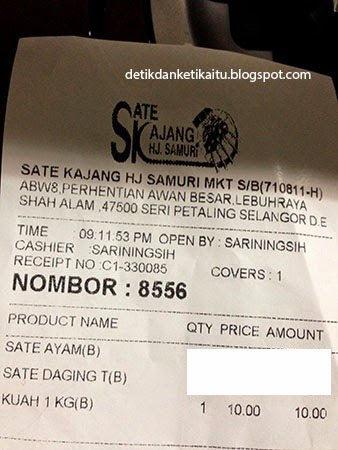 detikdanketikaitu.blogspot.com
SATE
KAJANG
HJ. SAMURI
SATE KAJANG HJ SAMURI MKT S/B(710811-H)
ABW8,PERHENTIAN AWAN BESAR,LEBUHRAYA
SHAH ALAM ,47500 SERI PETALING SELANGOR D.E
TIME : 09:11:53 PM OPEN BY : SARININGSIH
CASHIER : SARININGSIH
RECEIPT NO :C1-330085 COVERS : 1
NOMBOR : 8556
PRODUCT NAME QTY PRICE AMOUNT
SATE AYAM(B)
SATE DAGING T(B)
KUAH 1 KG(B) 1 10.00 10.00